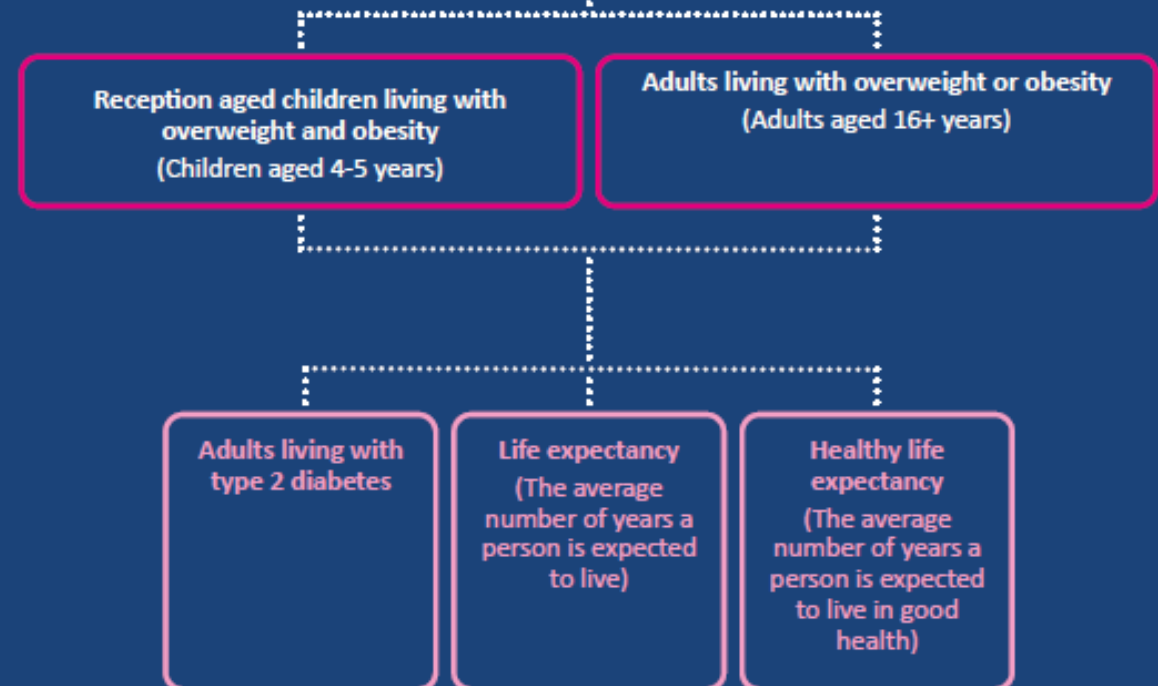 Reception aged children living with
overweight and obesity
(Children aged 4-5 years)
Adults living with overweight or obesity
(Adults aged 16+ years)
Adults living with
type 2 diabetes
Life expectancy
(The average
number of years a
person is expected
to live)
Healthy life
expectancy
(The average
number of years a
person is expected
to live in good
health)